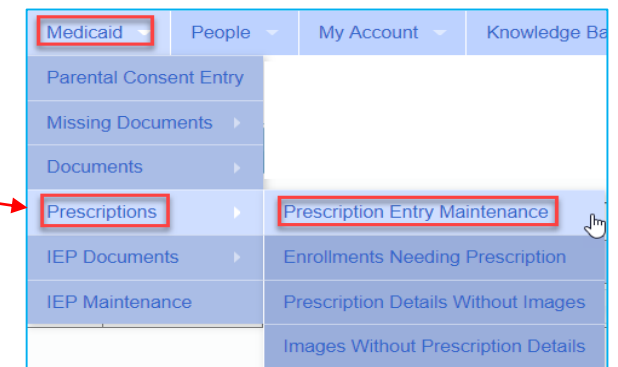 Medicaid People My Account Knowledge Ba
Parental Consent Entry
Missing Documents
Documents
Prescriptions Prescription Entry Maintenance
IEP Documents Enrollments Needing Prescription
IEP Maintenance Prescription Details Without Images
Images Without Prescription Details